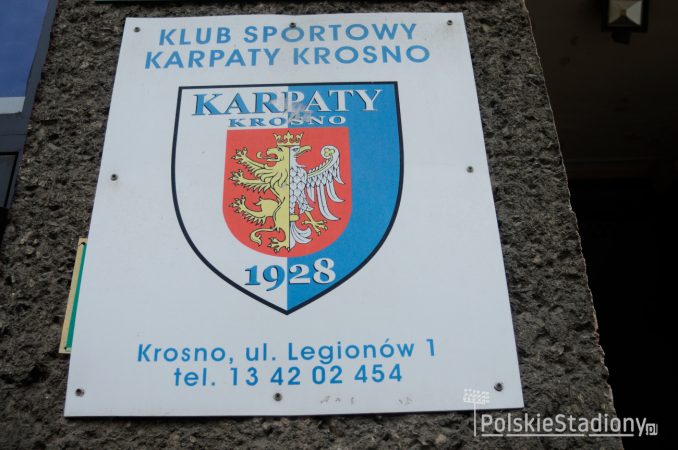 KLUB SPORTOWY
KARPATY KROSNO
KARPATY
KROSNO
1928
Krosno, ul. Legionów 1
tel. 13 42 02 454
PolskieStadiony.pl